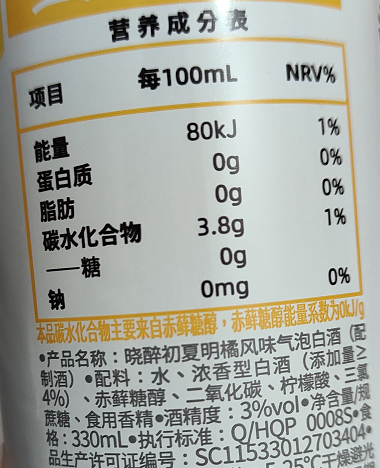 营养成分表
项目 每100mL NRV%
能量 80kJ 1%
蛋白质 0g 0%
脂肪 0g 0%
碳水化合物 3.8g 1%
——糖 0g
钠 0mg 0%
本品碳水化合物主要来自赤藓糖醇，赤藓糖醇能量系数为0kJ/g
•产品名称：晓醉初夏明橘风味气泡白酒（配
制酒）•配料：水、浓香型白酒（添加量≥
4%）、赤藓糖醇、二氧化碳、柠檬酸、三氯
蔗糖、食用香精•酒精度：3%vol•净含量/规
格：330mL•执行标准：Q/HQP 0008S•食
品生产许可证编号：SC11533012703404•
5℃干燥避光